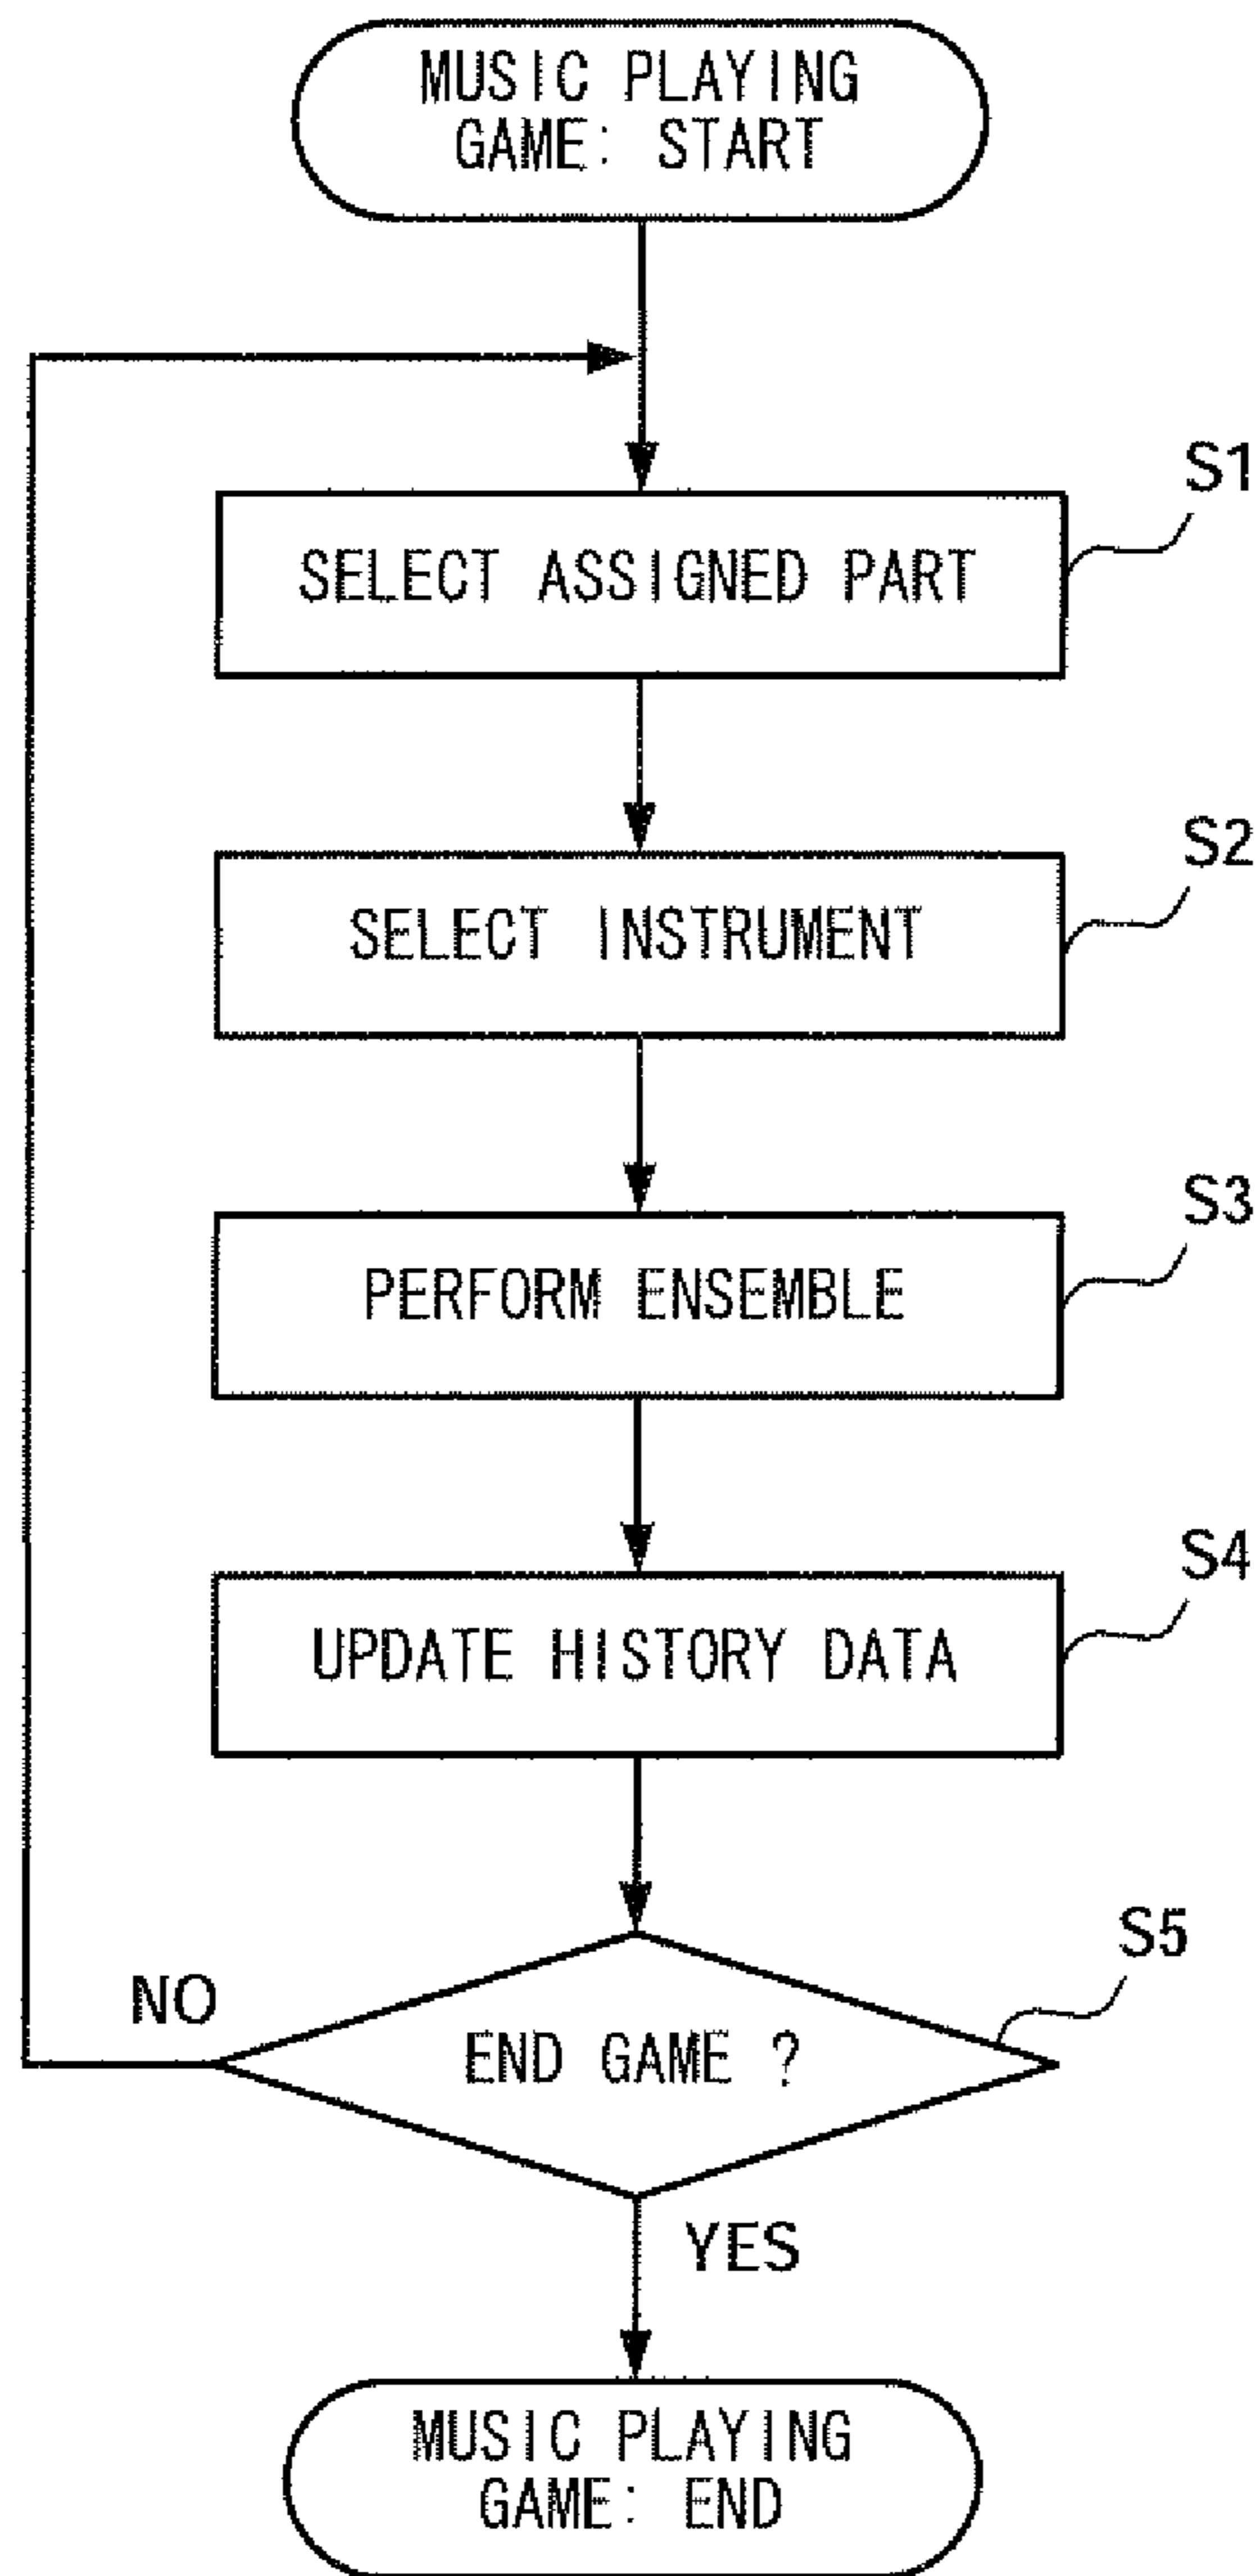 MUSIC PLAYING
GAME: START
S1
SELECT ASSIGNED PART
S2
SELECT INSTRUMENT
S3
PERFORM ENSEMBLE
S4
UPDATE HISTORY DATA
S5
NO
END GAME ?
YES
MUSIC PLAYING
GAME: END